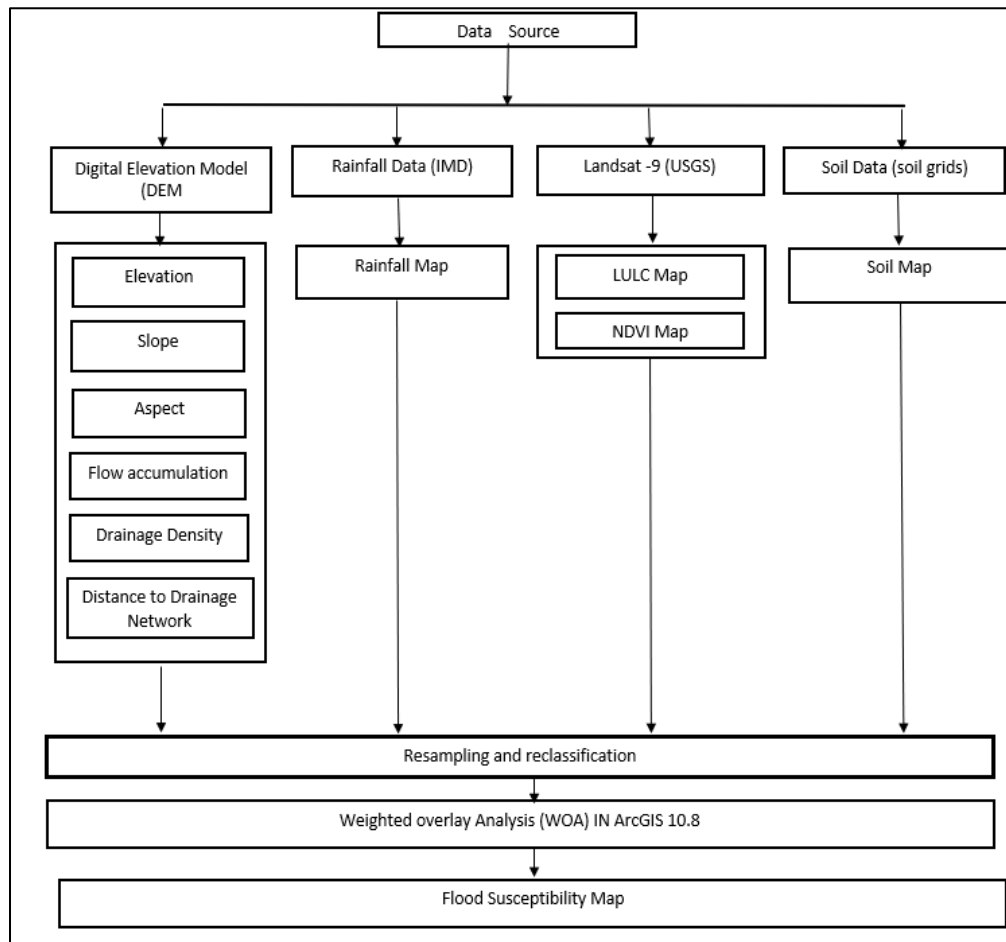 Data Source
Digital Elevation Model
(DEM
Rainfall Data (IMD)
Landsat -9 (USGS)
Soil Data (soil grids)
Elevation
Slope
Aspect
Flow accumulation
Drainage Density
Distance to Drainage
Network
Rainfall Map
LULC Map
NDVI Map
Soil Map
Resampling and reclassification
Weighted overlay Analysis (WOA) IN ArcGIS 10.8
Flood Susceptibility Map